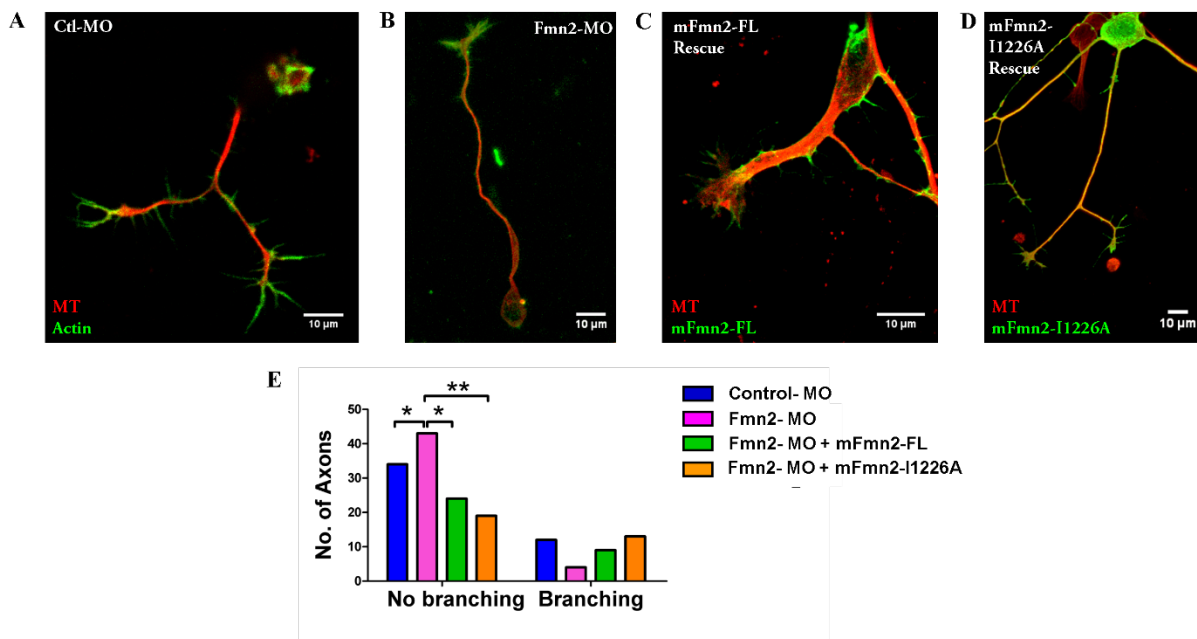 A
Ctl-MO
MT
Actin
10 µm
B
Fmn2-MO
10 µm
C
mFmn2-FL
Rescue
MT
mFmn2-FL
10 µm
D
mFmn2-
I1226A
Rescue
MT
mFmn2-I1226A
10 µm
E
No. of Axons
50
40
30
20
10
0
*
*
**
No branching
Branching
Control- MO
Fmn2- MO
Fmn2- MO + mFmn2-FL
Fmn2- MO + mFmn2-I1226A